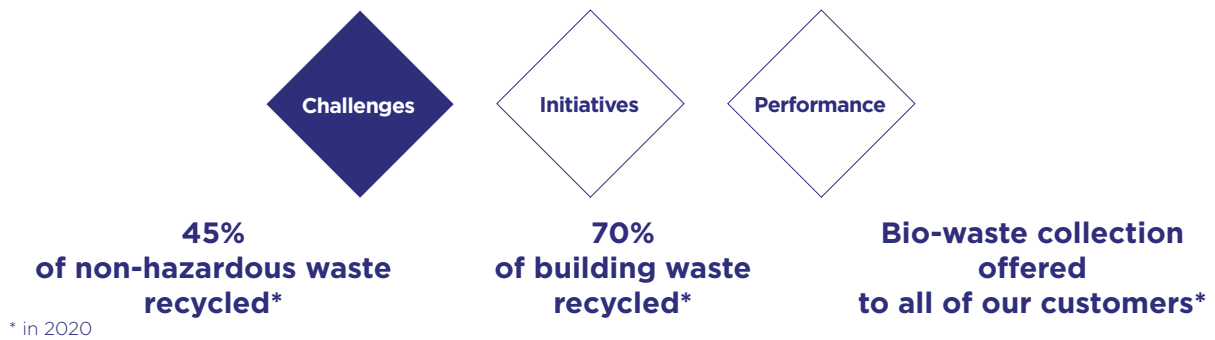 Challenges
Initiatives
Performance
45%
of non-hazardous waste
recycled*
70%
of building waste
recycled*
Bio-waste collection
offered
to all of our customers*
* in 2020